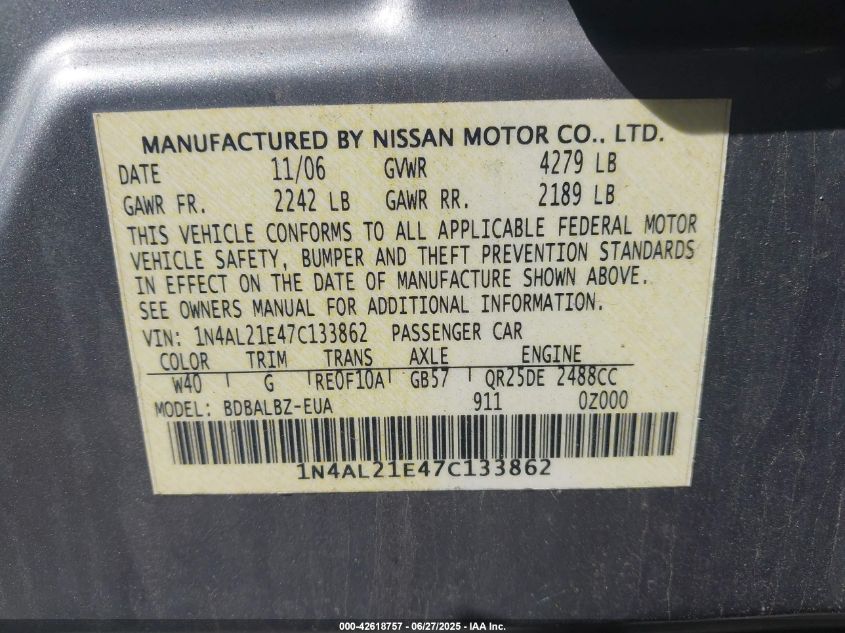 MANUFACTURED BY NISSAN MOTOR CO., LTD.
DATE 11/06 GVWR 4279 LB
GAWR FR. 2242 LB GAWR RR. 2189 LB
THIS VEHICLE CONFORMS TO ALL APPLICABLE FEDERAL MOTOR
VEHICLE SAFETY, BUMPER AND THEFT PREVENTION STANDARDS
IN EFFECT ON THE DATE OF MANUFACTURE SHOWN ABOVE.
SEE OWNERS MANUAL FOR ADDITIONAL INFORMATION.
VIN: 1N4AL21E47C133862 PASSENGER CAR
COLOR TRIM TRANS AXLE ENGINE
W40 G RE0F10A GB57 QR25DE 2488CC
MODEL: BDBALBZ-EUA 911 0Z000
1N4AL21E47C133862
000-42618757 - 06/27/2025 - IAA Inc.